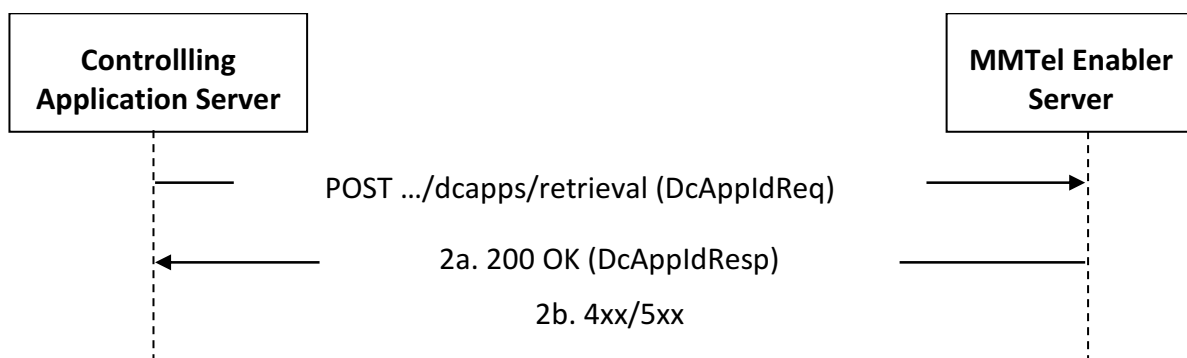 Controllling
Application Server
MMTel Enabler
Server
POST …/dcapps/retrieval (DcAppIdReq)
2a. 200 OK (DcAppIdResp)
2b. 4xx/5xx